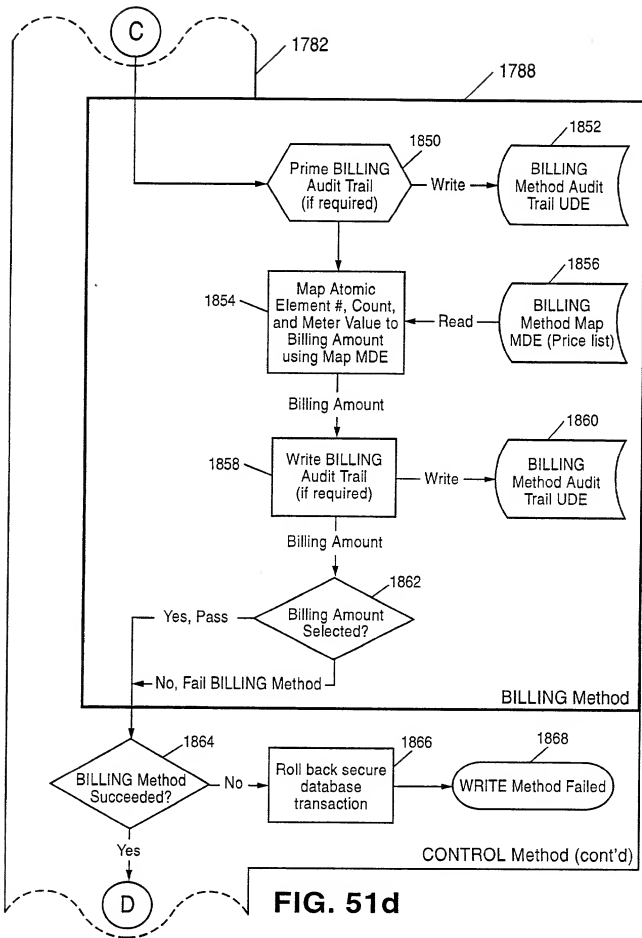 C
1782
1788
1850
Prime BILLING
Audit Trail
(if required)
Write
1852
BILLING
Method Audit
Trail UDE
1854
Map Atomic
Element #, Count,
and Meter Value to
Billing Amount
using Map MDE
Read
1856
BILLING
Method Map
MDE (Price list)
Billing Amount
1858
Write BILLING
Audit Trail
(if required)
Write
1860
BILLING
Method Audit
Trail UDE
Billing Amount
1862
Billing Amount
Selected?
Yes, Pass
No, Fail BILLING Method
BILLING Method
1864
BILLING Method
Succeeded?
No
1866
Roll back secure
database
transaction
1868
WRITE Method Failed
Yes
CONTROL Method (cont'd)
D
FIG. 51d